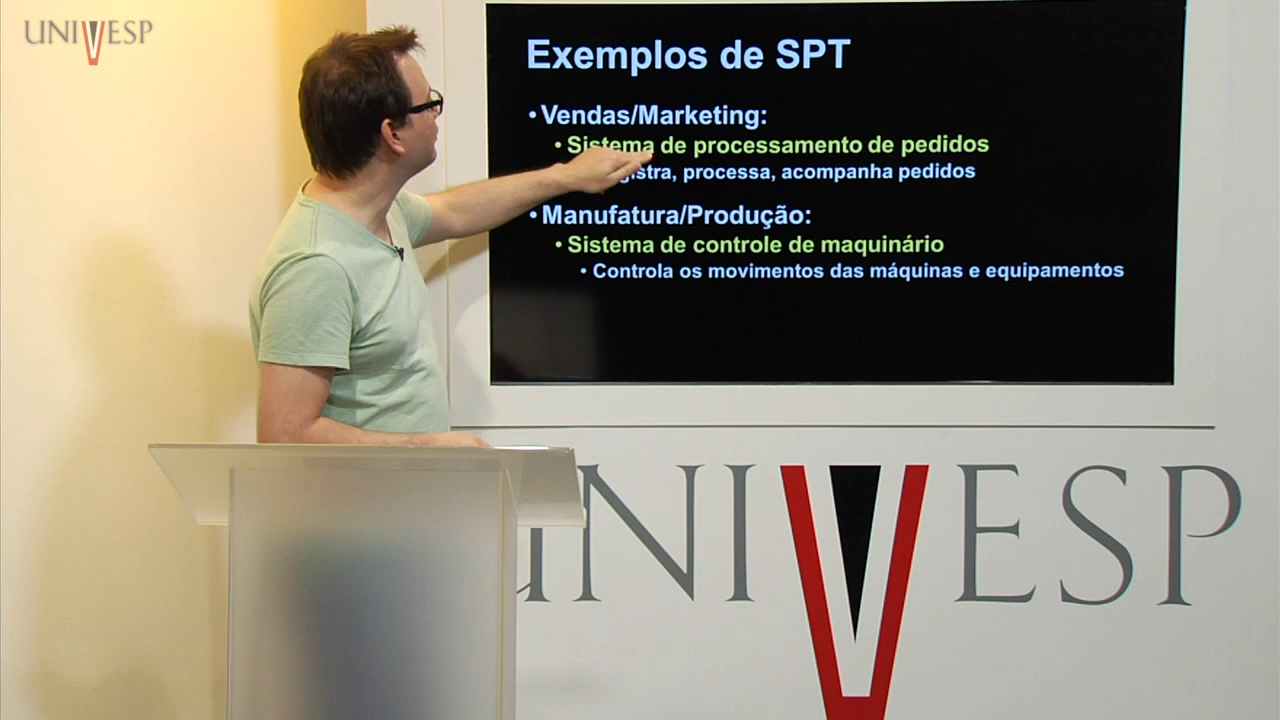 UNIVESP
Exemplos de SPT
• Vendas/Marketing:
• Sistema de processamento de pedidos
processa, acompanha pedidos
• Manufatura/Produção:
• Sistema de controle de maquinário
• Controla os movimentos das máquinas e equipamentos
UNIVESP